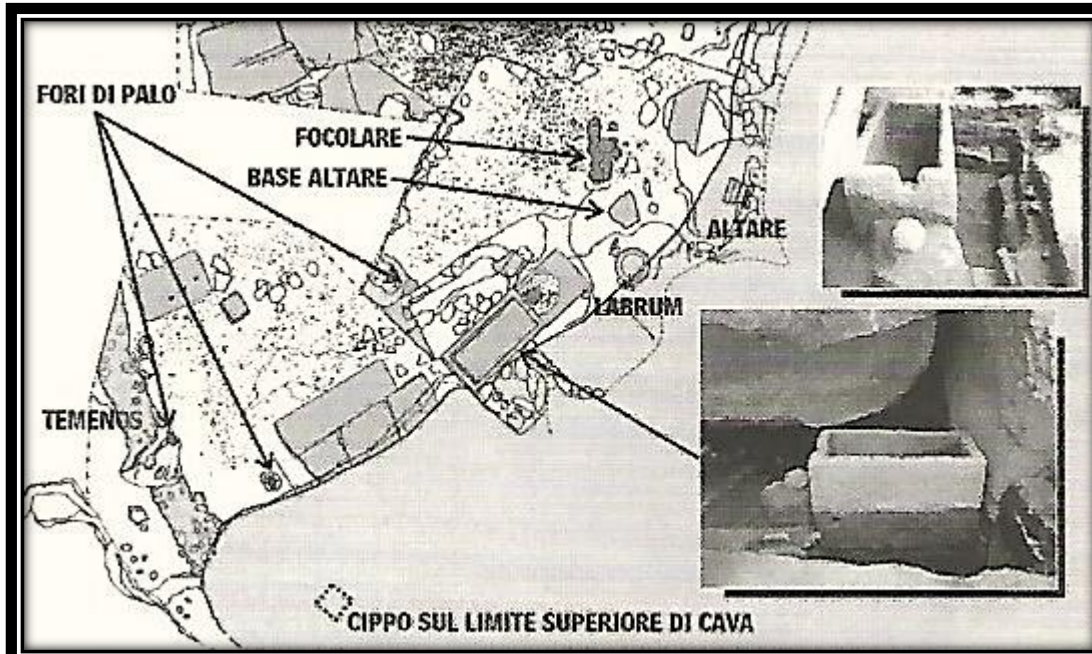 FORI DI PALO
FOCOLARE
BASE ALTARE
ALTARE
LABRUM
TEMENOS
CIPPO SUL LIMITE SUPERIORE DI CAVA